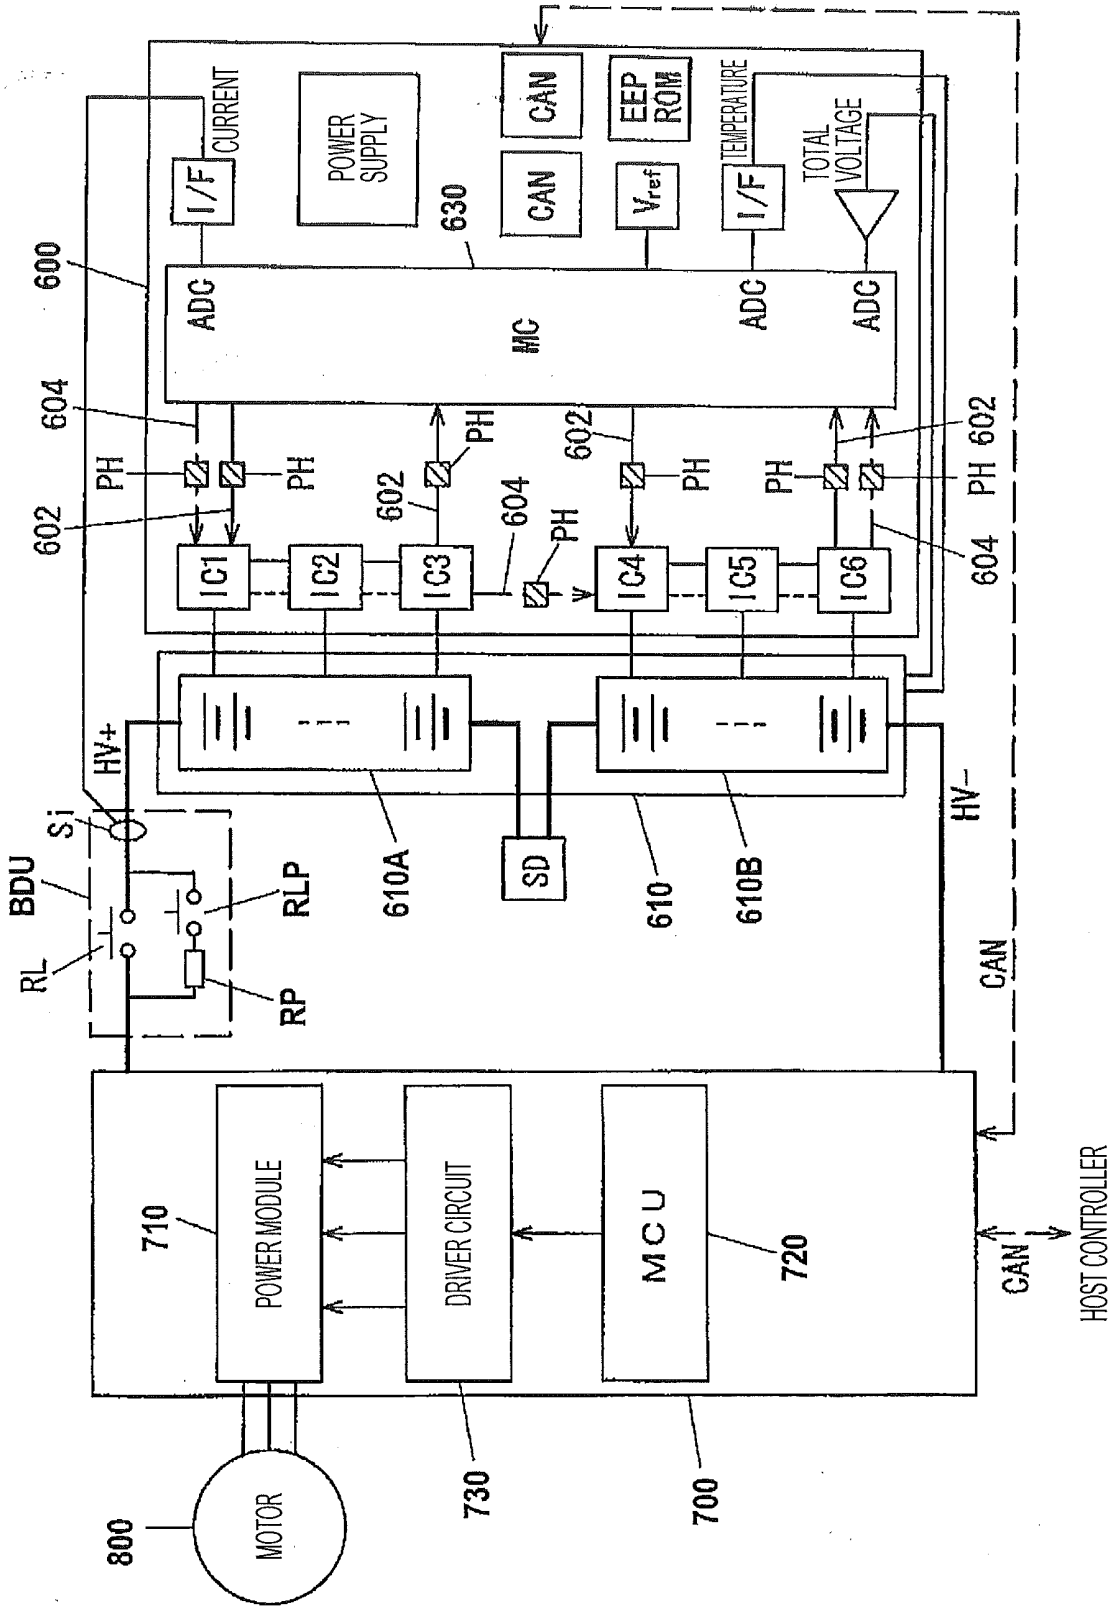 800
MOTOR
710
POWER MODULE
730
DRIVER CIRCUIT
MCU
720
700
CAN
HOST CONTROLLER
BDU
RL
RP
RLP
Si
HV+
610A
SD
610
610B
HV-
CAN
602
PH
604
PH
IC1
IC2
IC3
602
PH
604
PH
IC4
IC5
IC6
602
PH
PH
602
PH
604
600
630
MC
ADC
ADC
ADC
I/F
CURRENT
POWER
SUPPLY
CAN
CAN
Vref
EEP
ROM
I/F
TEMPERATURE
TOTAL
VOLTAGE